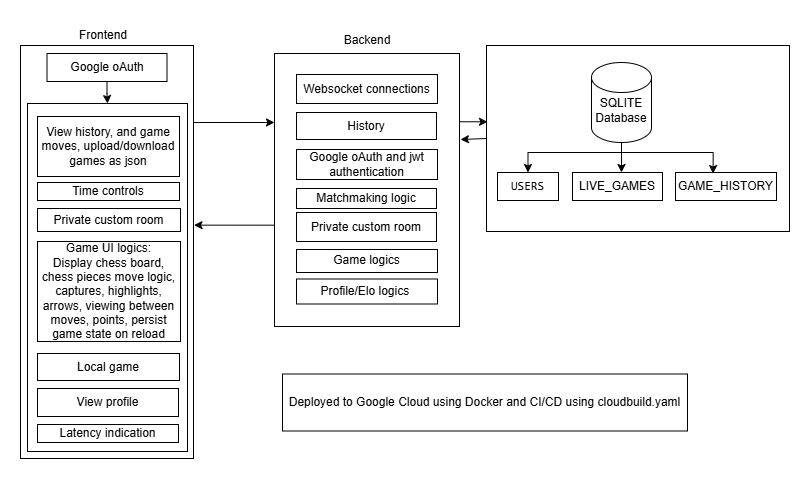 Frontend
Google oAuth
View history, and game
moves, upload/download
games as json
Time controls
Private custom room
Game UI logics:
Display chess board,
chess pieces move logic,
captures, highlights,
arrows, viewing between
moves, points, persist
game state on reload
Local game
View profile
Latency indication
Backend
Websocket connections
History
Google oAuth and jwt
authentication
Matchmaking logic
Private custom room
Game logics
Profile/Elo logics
SQLITE
Database
USERS
LIVE_GAMES
GAME_HISTORY
Deployed to Google Cloud using Docker and CI/CD using cloudbuild.yaml